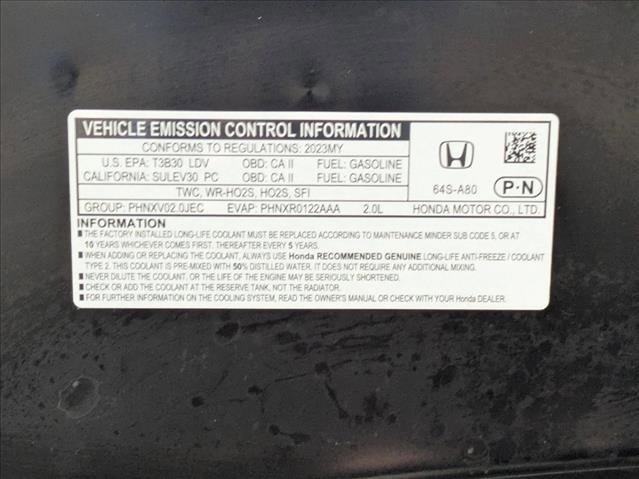 VEHICLE EMISSION CONTROL INFORMATION
CONFORMS TO REGULATIONS: 2023MY
U.S. EPA: T3B30 LDV OBD: CA II FUEL: GASOLINE
CALIFORNIA: SULEV30 PC OBD: CA II FUEL: GASOLINE
TWC, WR-HO2S, HO2S, SFI
64S-A80 P·N
GROUP: PHNXV02.0JEC EVAP: PHNXR0122AAA 2.0L HONDA MOTOR CO., LTD.
INFORMATION
■ THE FACTORY INSTALLED LONG-LIFE COOLANT SHOULD BE REPLACED ACCORDING TO MAINTENANCE MINDER SUB CODE 5, OR AT
10 YEARS WHICHEVER COMES FIRST. THEREAFTER EVERY 5 YEARS.
■ WHEN ADDING OR REPLACING THE COOLANT, ALWAYS USE Honda RECOMMENDED GENUINE LONG-LIFE ANTI-FREEZE / COOLANT
TYPE 2. THIS COOLANT IS PRE-MIXED WITH 50% DISTILLED WATER. IT DOES NOT REQUIRE ANY ADDITIONAL MIXING.
■ NEVER DILUTE THE COOLANT, OR THE LIFE OF THE ENGINE MAY BE SERIOUSLY SHORTENED.
■ CHECK AND ADD COOLANT AT THE RESERVE TANK, NOT THE RADIATOR.
■ FOR FURTHER INFORMATION ON THE COOLING SYSTEM, READ THE OWNER'S MANUAL OR CHECK WITH YOUR Honda DEALER.